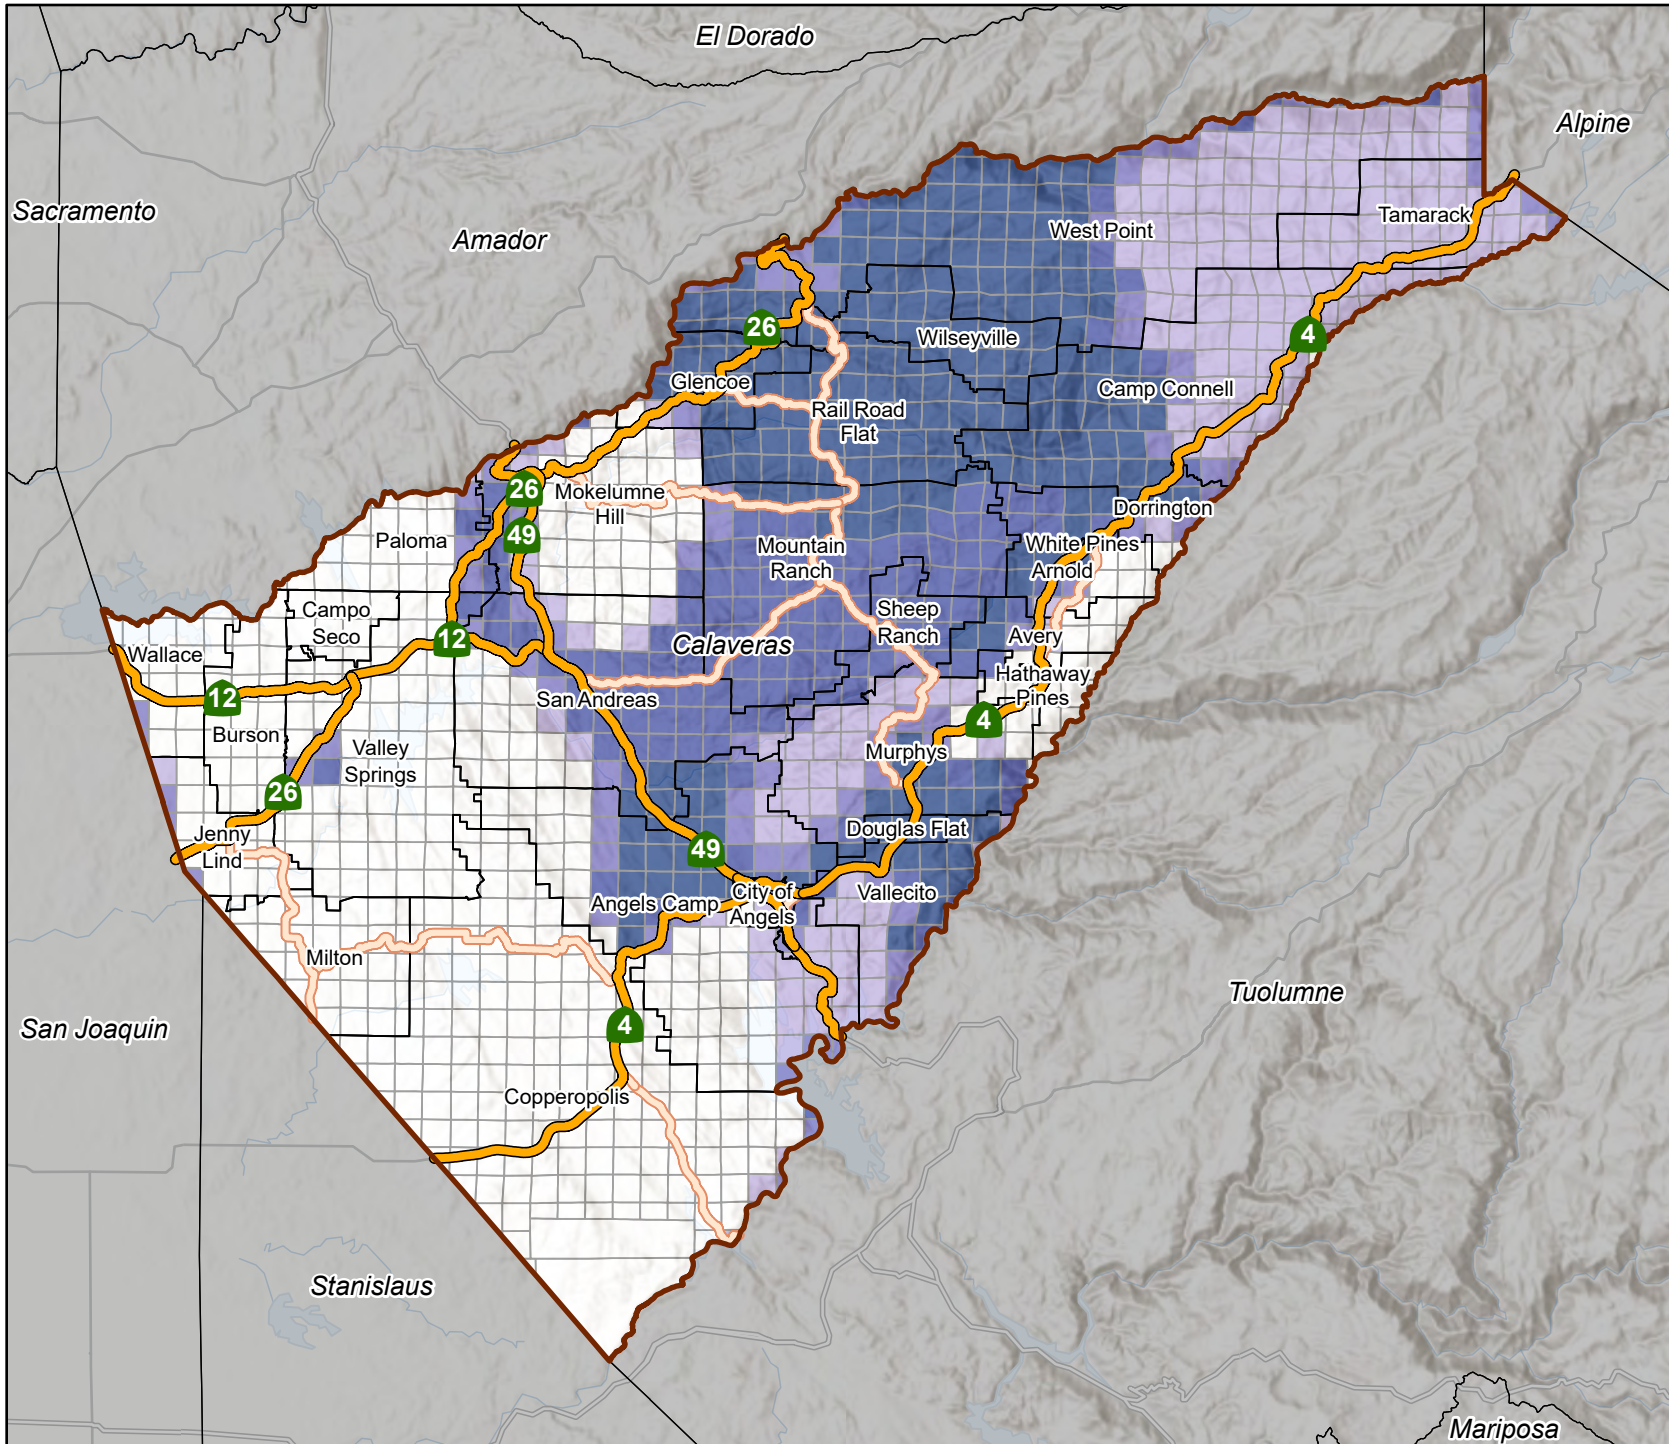 El Dorado
Alpine
Sacramento
Amador
Tamarack
West Point
26
4
Wilseyville
Glencoe
Camp Connell
Rail Road
Flat
26
Mokelumne
Hill
Dorrington
49
Paloma
Mountain
Ranch
White Pines
Arnold
Campo
Seco
Sheep
Ranch
12
Calaveras
Avery
Wallace
Hathaway
Pines
12
San Andreas
4
Burson
Valley
Springs
Murphys
26
Jenny
Lind
Douglas Flat
49
City of
Angels
Vallecito
Angels Camp
Milton
Tuolumne
San Joaquin
4
Copperopolis
Stanislaus
Mariposa